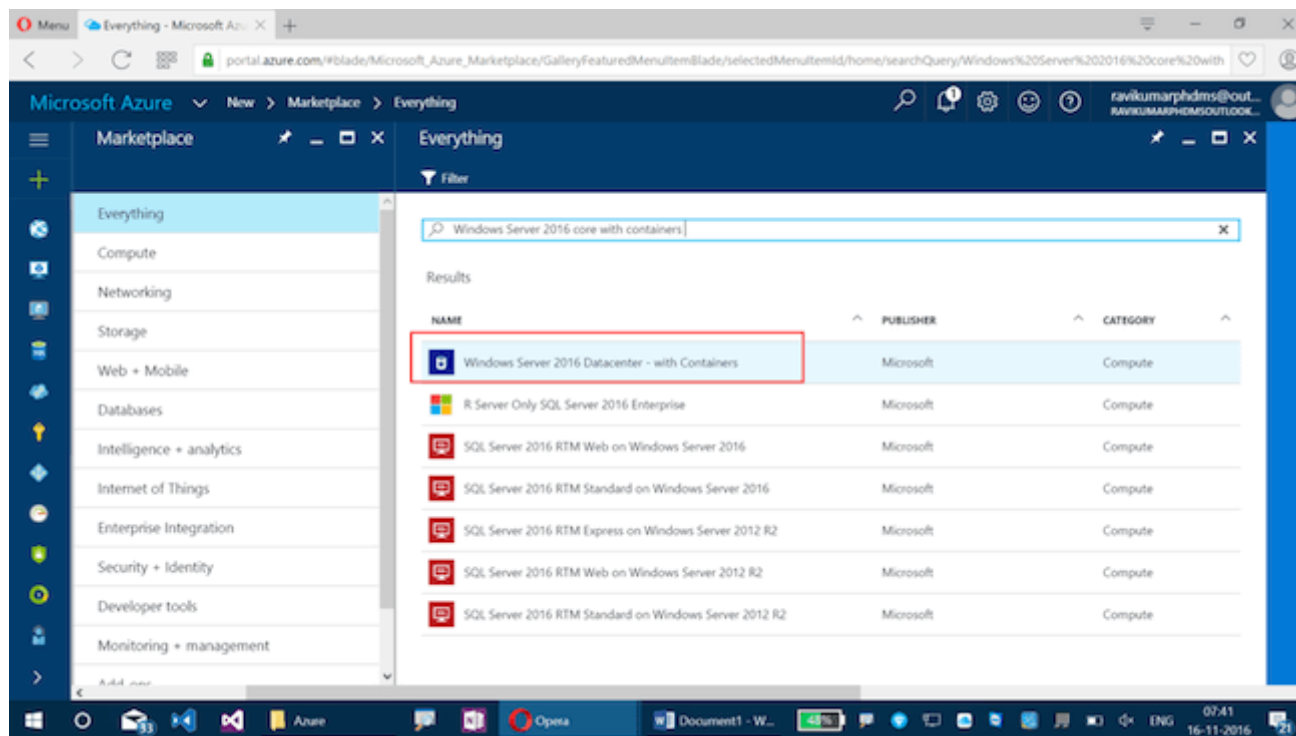 Menu
Everything - Microsoft Az
portal.azure.com/#blade/Microsoft_Azure_Marketplace/GalleryFeaturedMenuItemBlade/selectedMenuItemId/home/searchQuery/Windows%20Server%202016%20core%20with
Microsoft Azure New > Marketplace > Everything
1
ravikumarphdms@out...
RAVIKUMARPHDMSOUTLOOK...
Marketplace
Everything
Filter
Everything
Compute
Networking
Storage
Web + Mobile
Databases
Intelligence + analytics
Internet of Things
Enterprise Integration
Security + Identity
Developer tools
Monitoring + management
Add-ons
Windows Server 2016 core with containers
Results
NAME PUBLISHER CATEGORY
Windows Server 2016 Datacenter - with Containers Microsoft Compute
R Server Only SQL Server 2016 Enterprise Microsoft Compute
SQL Server 2016 RTM Web on Windows Server 2016 Microsoft Compute
SQL Server 2016 RTM Standard on Windows Server 2016 Microsoft Compute
SQL Server 2016 RTM Express on Windows Server 2012 R2 Microsoft Compute
SQL Server 2016 RTM Web on Windows Server 2012 R2 Microsoft Compute
SQL Server 2016 RTM Standard on Windows Server 2012 R2 Microsoft Compute
33
Azure
Opera
Document1 - W...
48%
ENG
07:41
16-11-2016
21